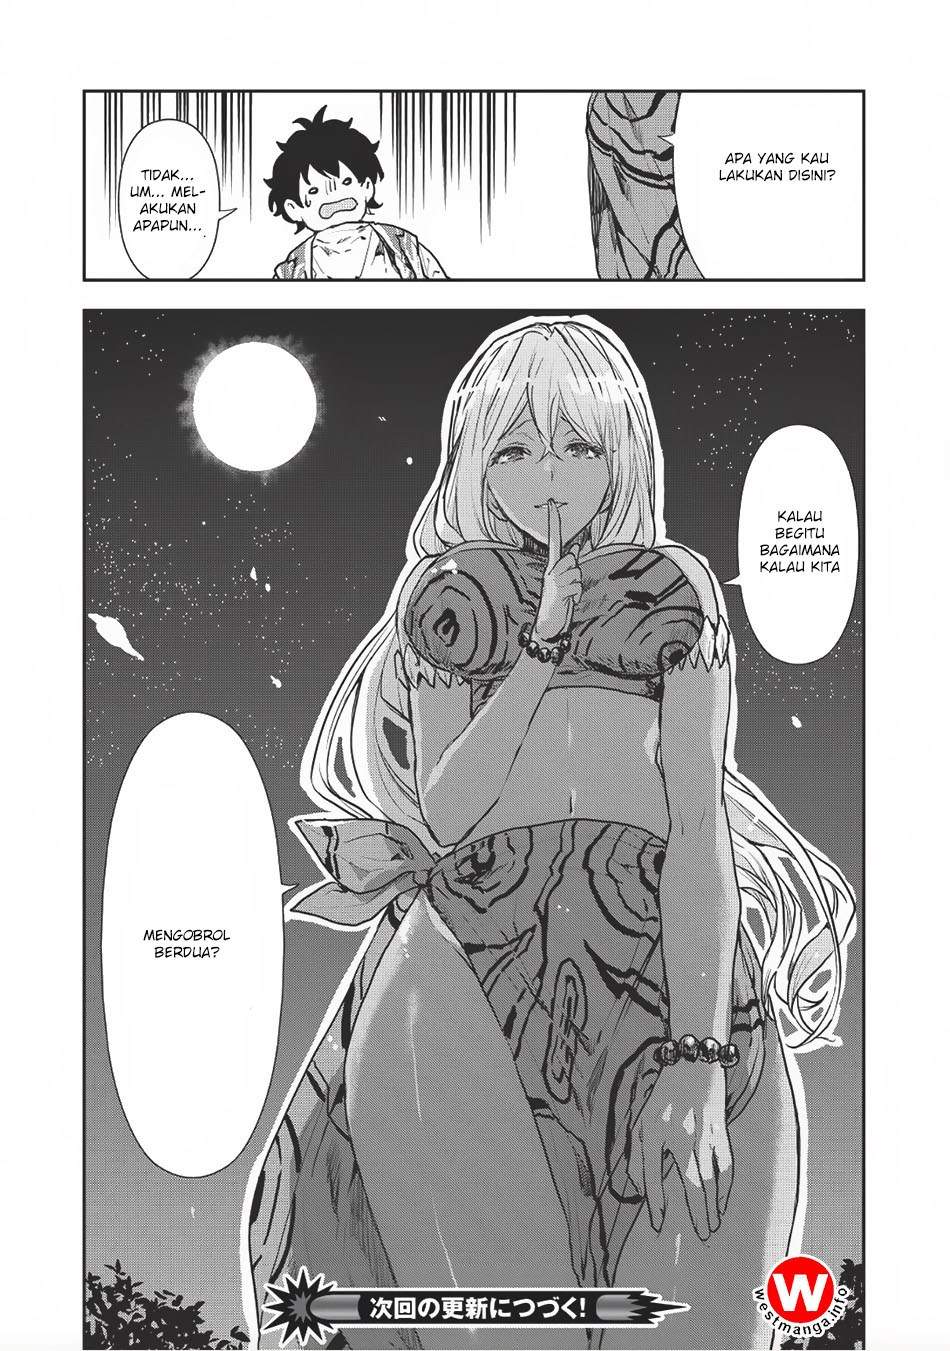 APA YANG KAU
LAKUKAN DISINI?
TIDAK...
UM... MEL-
AKUKAN
APAPUN...
KALAU
BEGITU
BAGAIMANA
KALAU KITA
MENGOBROL
BERDUA?
次回の更新につづく!
W
westmanga.info